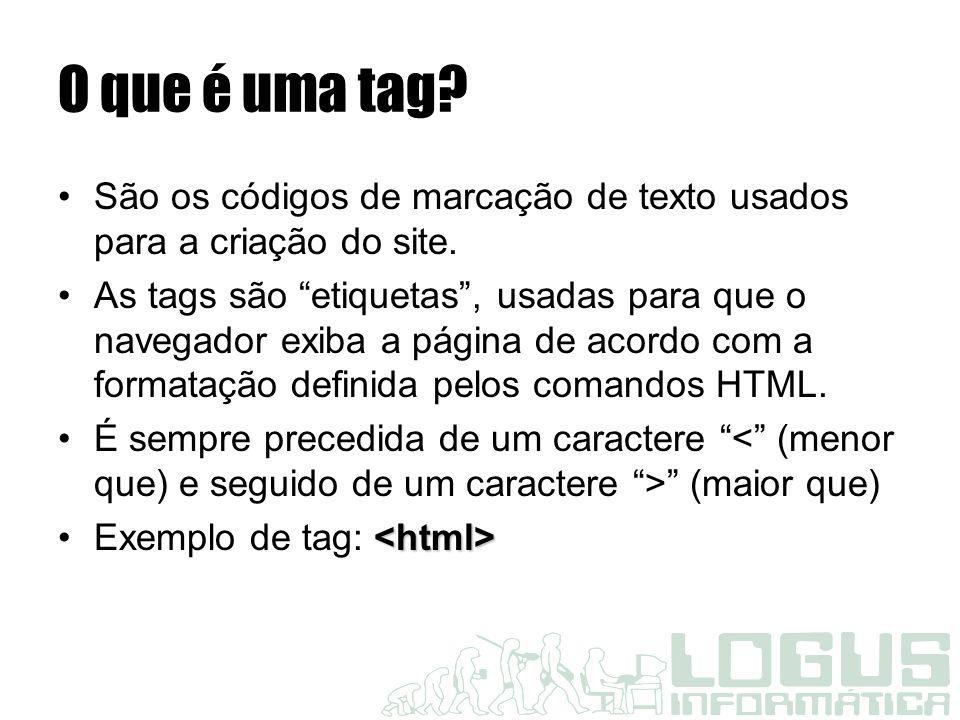 O que é uma tag?
• São os códigos de marcação de texto usados
para a criação do site.
• As tags são “etiquetas”, usadas para que o
navegador exiba a página de acordo com a
formatação definida pelos comandos HTML.
• É sempre precedida de um caractere “<” (menor
que) e seguido de um caractere “>” (maior que)
• Exemplo de tag: <html>
LOGUS
INFORMÁTICA